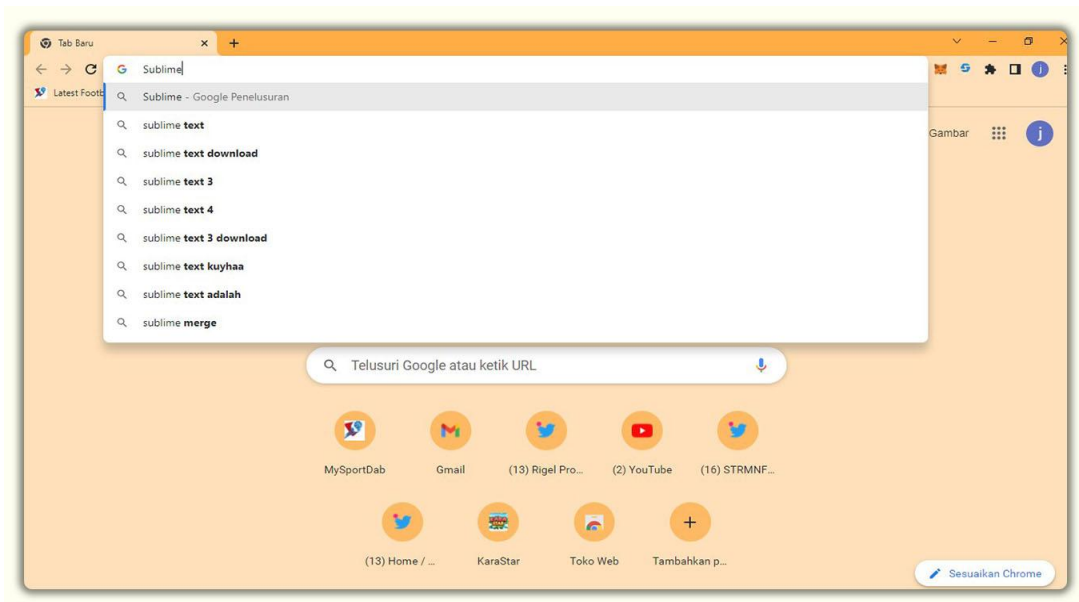 Tab Baru
Sublime
Latest Footb
Sublime - Google Penelusuran
sublime text
sublime text download
sublime text 3
sublime text 4
sublime text 3 download
sublime text kuyhaa
sublime text adalah
sublime merge
Gambar
j
Telusuri Google atau ketik URL
MySportDab Gmail (13) Rigel Pro... (2) YouTube (16) STRMNF...
(13) Home / ... KaraStar Toko Web Tambahkan p...
Sesuaikan Chrome